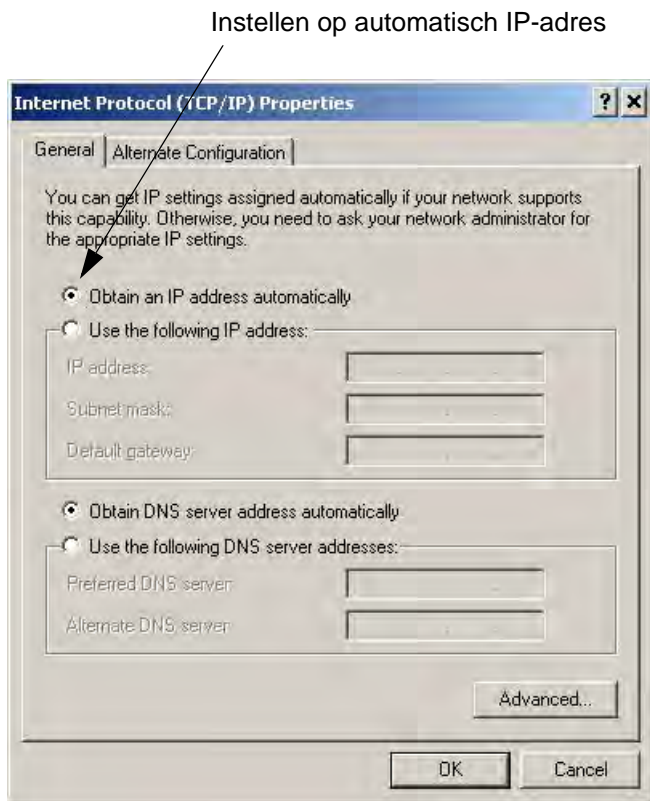 Instellen op automatisch IP-adres
Internet Protocol (TCP/IP) Properties
General
Alternate Configuration
You can get IP settings assigned automatically if your network supports
this capability. Otherwise, you need to ask your network administrator for
the appropriate IP settings.
Obtain an IP address automatically
Use the following IP address:
IP address:
Subnet mask:
Default gateway:
Obtain DNS server address automatically
Use the following DNS server addresses:
Preferred DNS server:
Alternate DNS server:
Advanced...
OK
Cancel